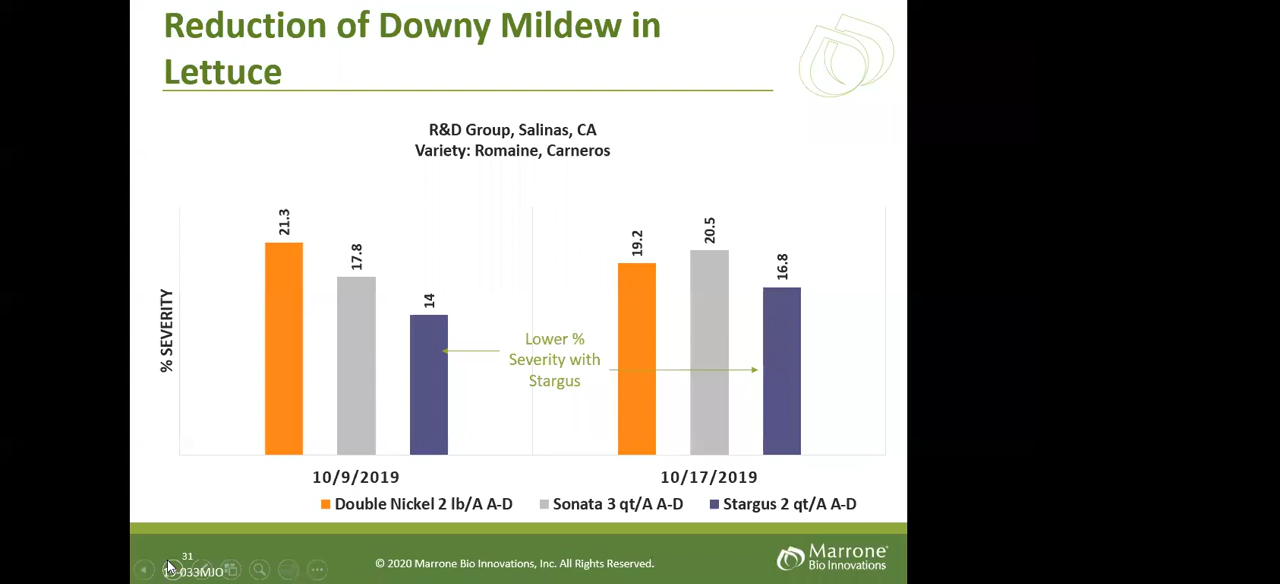 Reduction of Downy Mildew in
Lettuce
R&D Group, Salinas, CA
Variety: Romaine, Carneros
% SEVERITY
21.3
17.8
14
19.2
20.5
16.8
Lower %
Severity with
Stargus
10/9/2019
10/17/2019
Double Nickel 2 lb/A A-D
Sonata 3 qt/A A-D
Stargus 2 qt/A A-D
31
© 2020 Marrone Bio Innovations, Inc. All Rights Reserved.
Marrone®
Bio Innovations